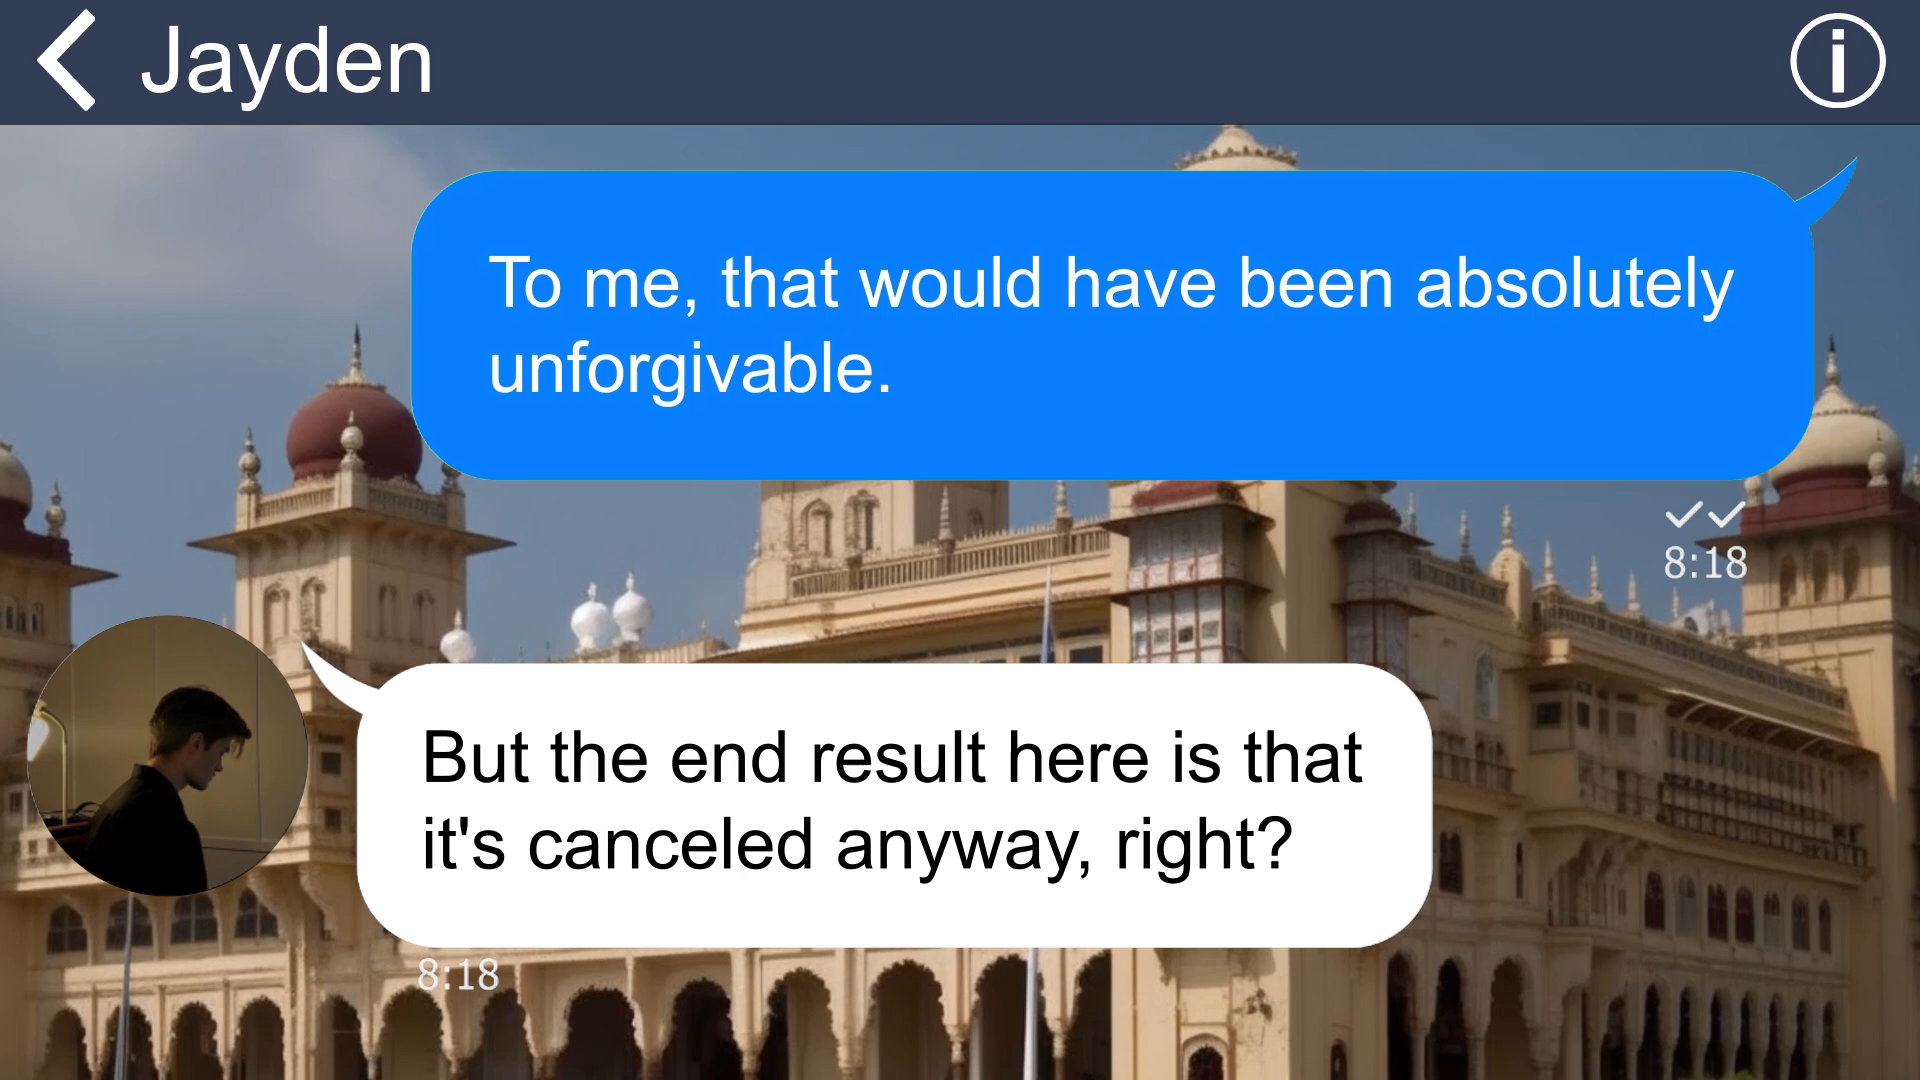 Jayden
To me, that would have been absolutely
unforgivable.
8:18
But the end result here is that
it's canceled anyway, right?
8:18